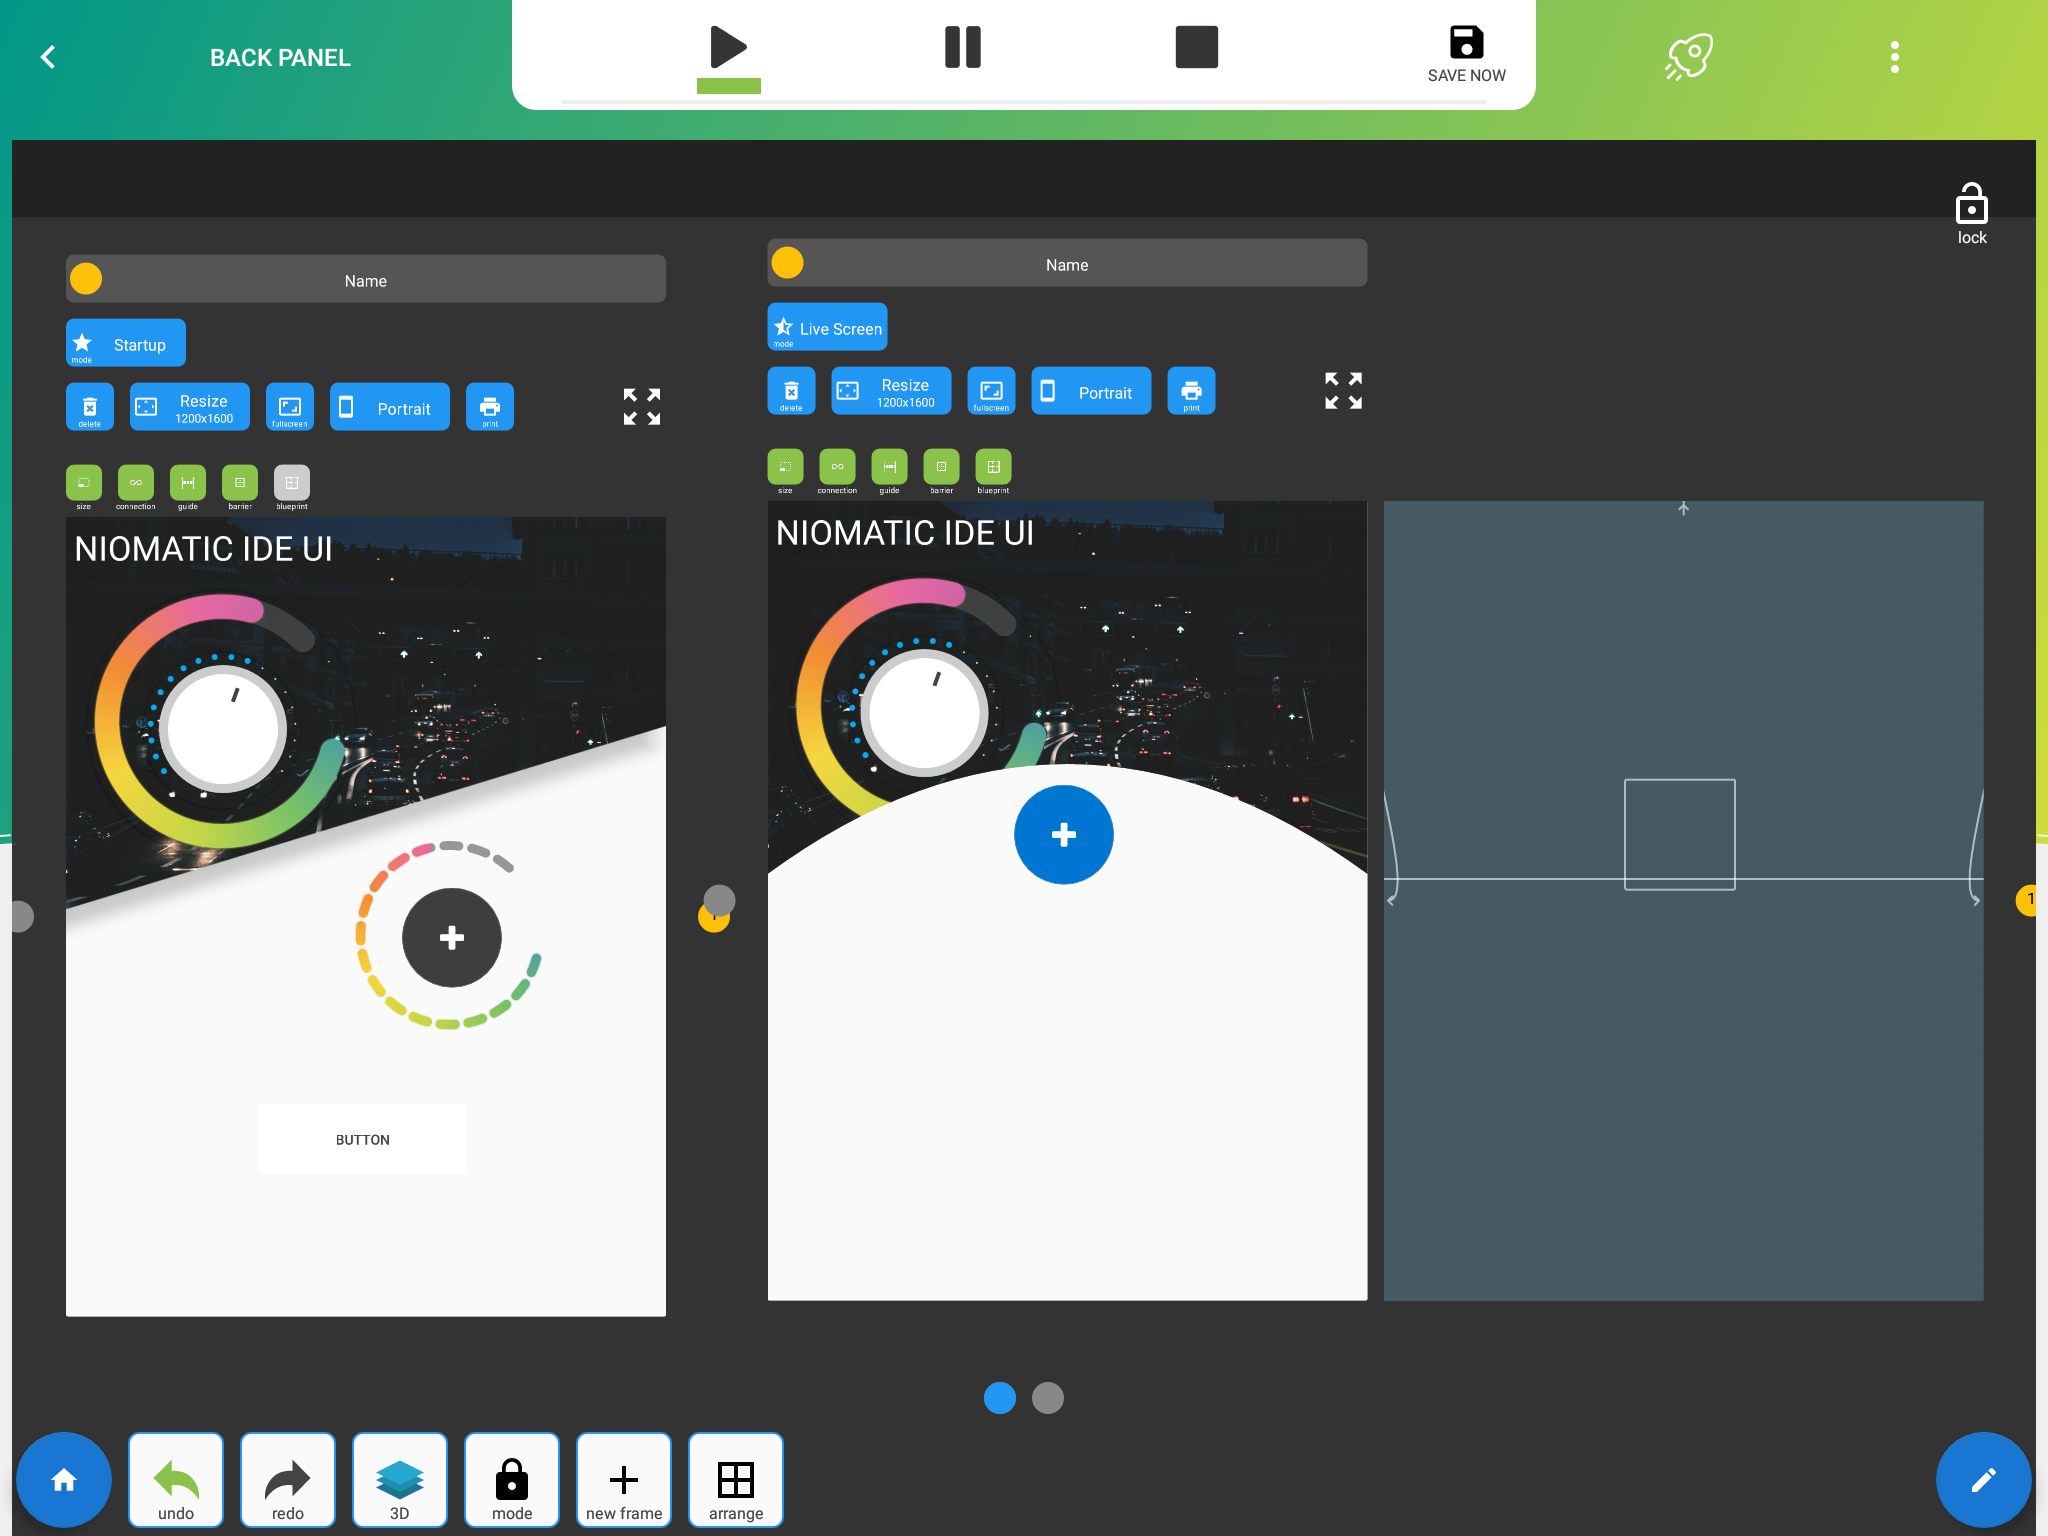 BACK PANEL
SAVE NOW
lock
Name
Startup
mode
delete
Resize
1200x1600
fullscreen
Portrait
print
size
connection
guide
barrier
blueprint
NIOMATIC IDE UI
BUTTON
Name
Live Screen
mode
delete
Resize
1200x1600
fullscreen
Portrait
print
size
connection
guide
barrier
blueprint
NIOMATIC IDE UI
1
undo
redo
3D
mode
new frame
arrange